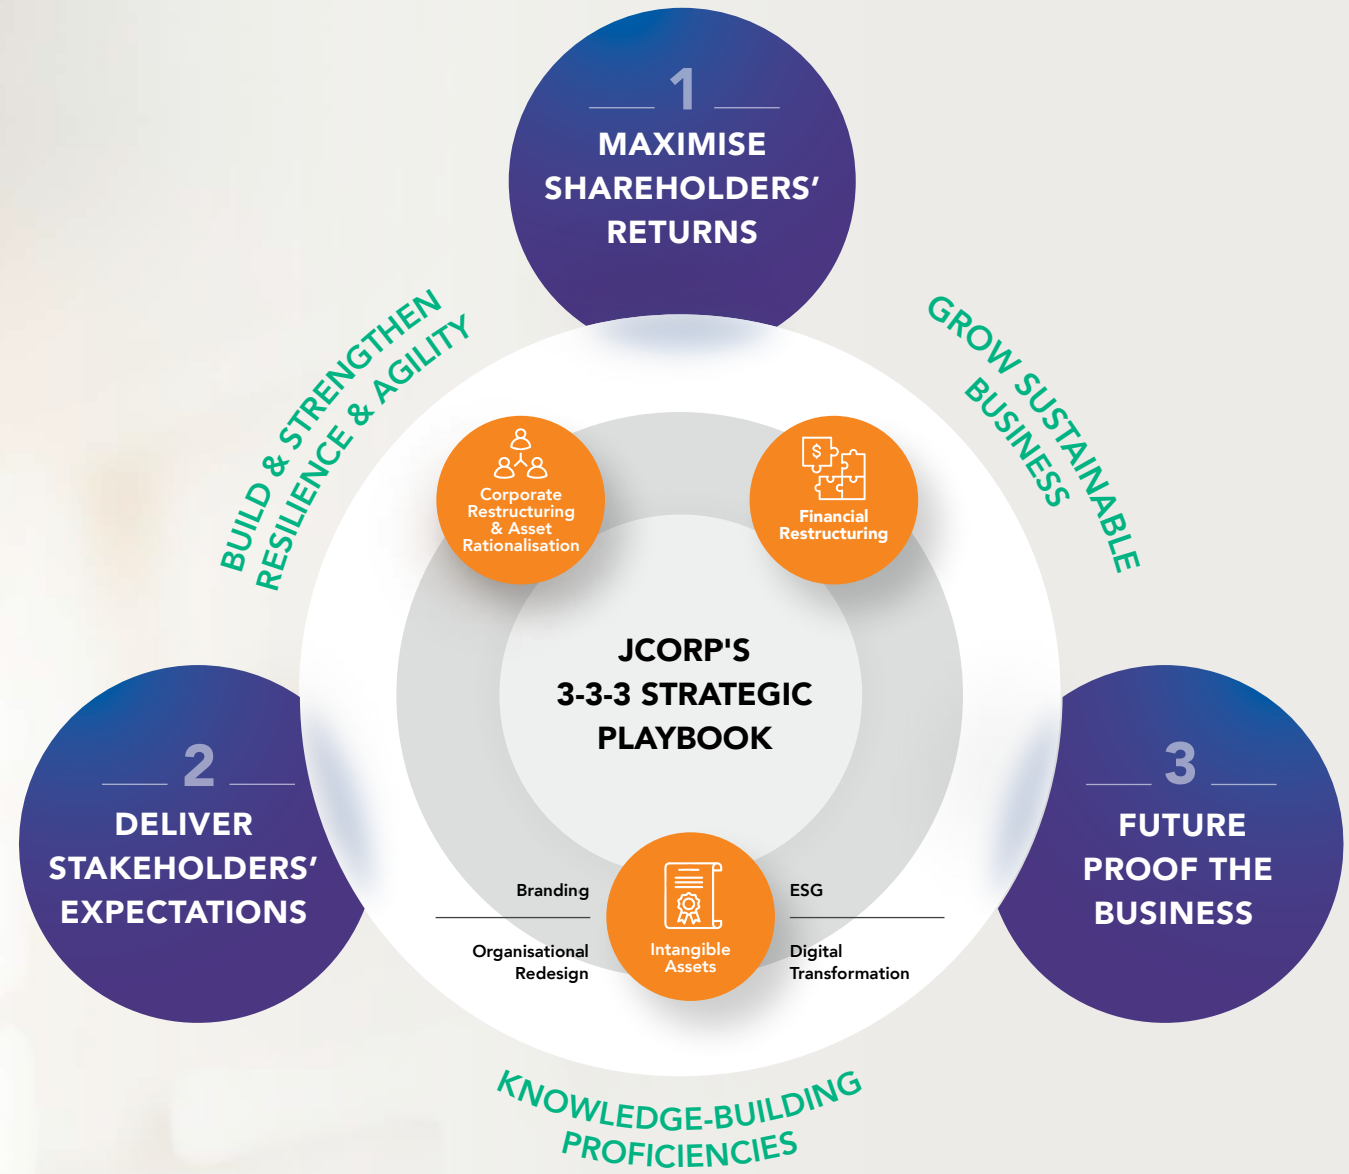 1
MAXIMISE
SHAREHOLDERS’
RETURNS
BUILD & STRENGTHEN
RESILIENCE & AGILITY
GROW SUSTAINABLE
BUSINESS
Corporate
Restructuring
& Asset
Rationalisation
$
Financial
Restructuring
JCORP'S
3-3-3 STRATEGIC
PLAYBOOK
2
DELIVER
STAKEHOLDERS’
EXPECTATIONS
3
FUTURE
PROOF THE
BUSINESS
Branding
Organisational
Redesign
Intangible
Assets
ESG
Digital
Transformation
KNOWLEDGE-BUILDING
PROFICIENCIES